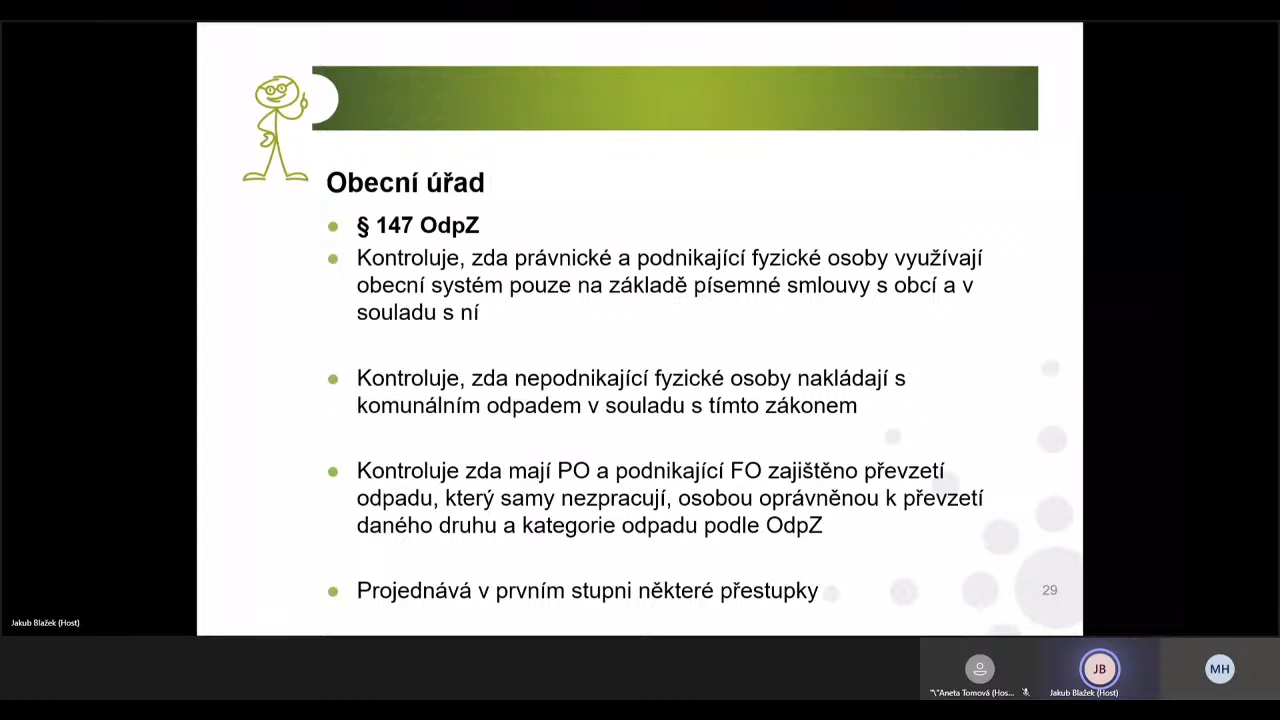 Obecní úřad
§ 147 OdpZ
Kontroluje, zda právnické a podnikající fyzické osoby využívají
obecní systém pouze na základě písemné smlouvy s obcí a v
souladu s ní
Kontroluje, zda nepodnikající fyzické osoby nakládají s
komunálním odpadem v souladu s tímto zákonem
Kontroluje zda mají PO a podnikající FO zajištěno převzetí
odpadu, který samy nezpracují, osobou oprávněnou k převzetí
daného druhu a kategorie odpadu podle OdpZ
Projednává v prvním stupni některé přestupky
29
Jakub Blažek (Host)
JB
MH
"\"Aneta Tomová (Hos...
Jakub Blažek (Host)